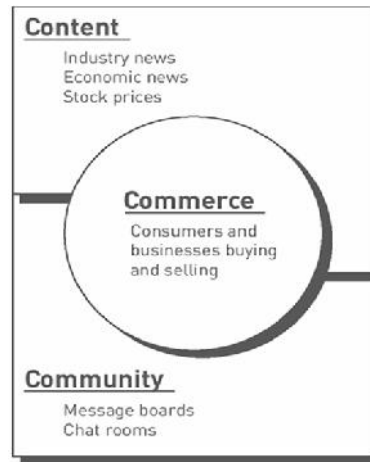 Content
Industry news
Economic news
Stock prices
Commerce
Consumers and
businesses buying
and selling
Community
Message boards
Chat rooms